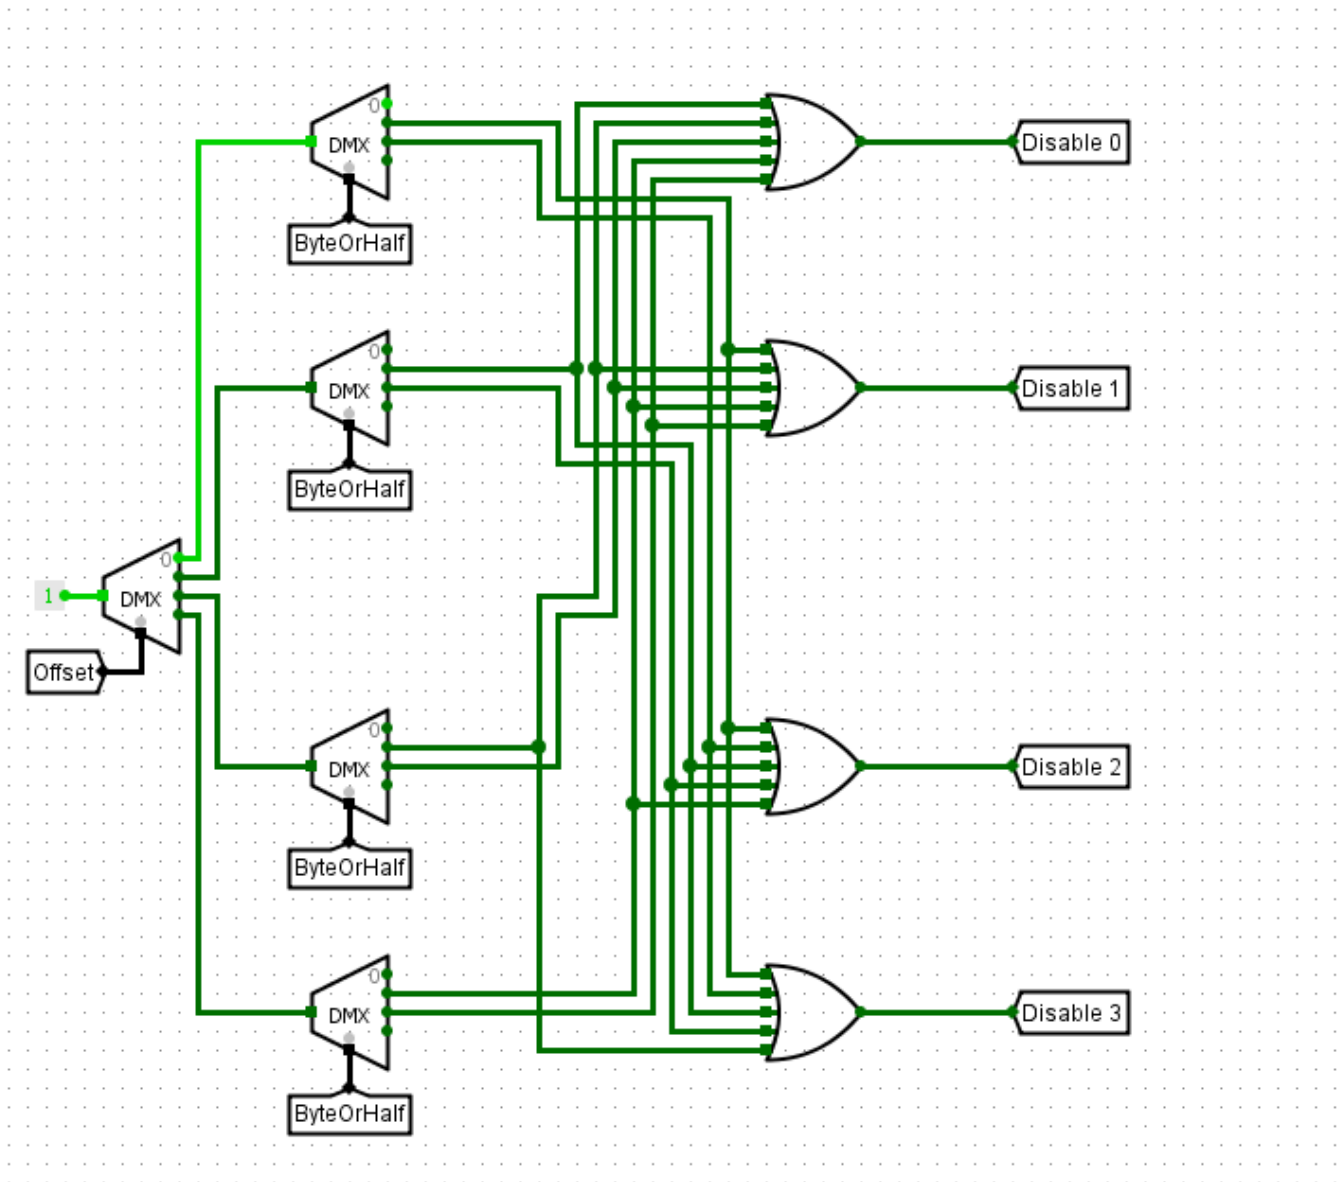 0
DMX
ByteOrHalf
Disable 0
0
DMX
ByteOrHalf
Disable 1
0
1
DMX
Offset
0
DMX
ByteOrHalf
Disable 2
0
DMX
ByteOrHalf
Disable 3